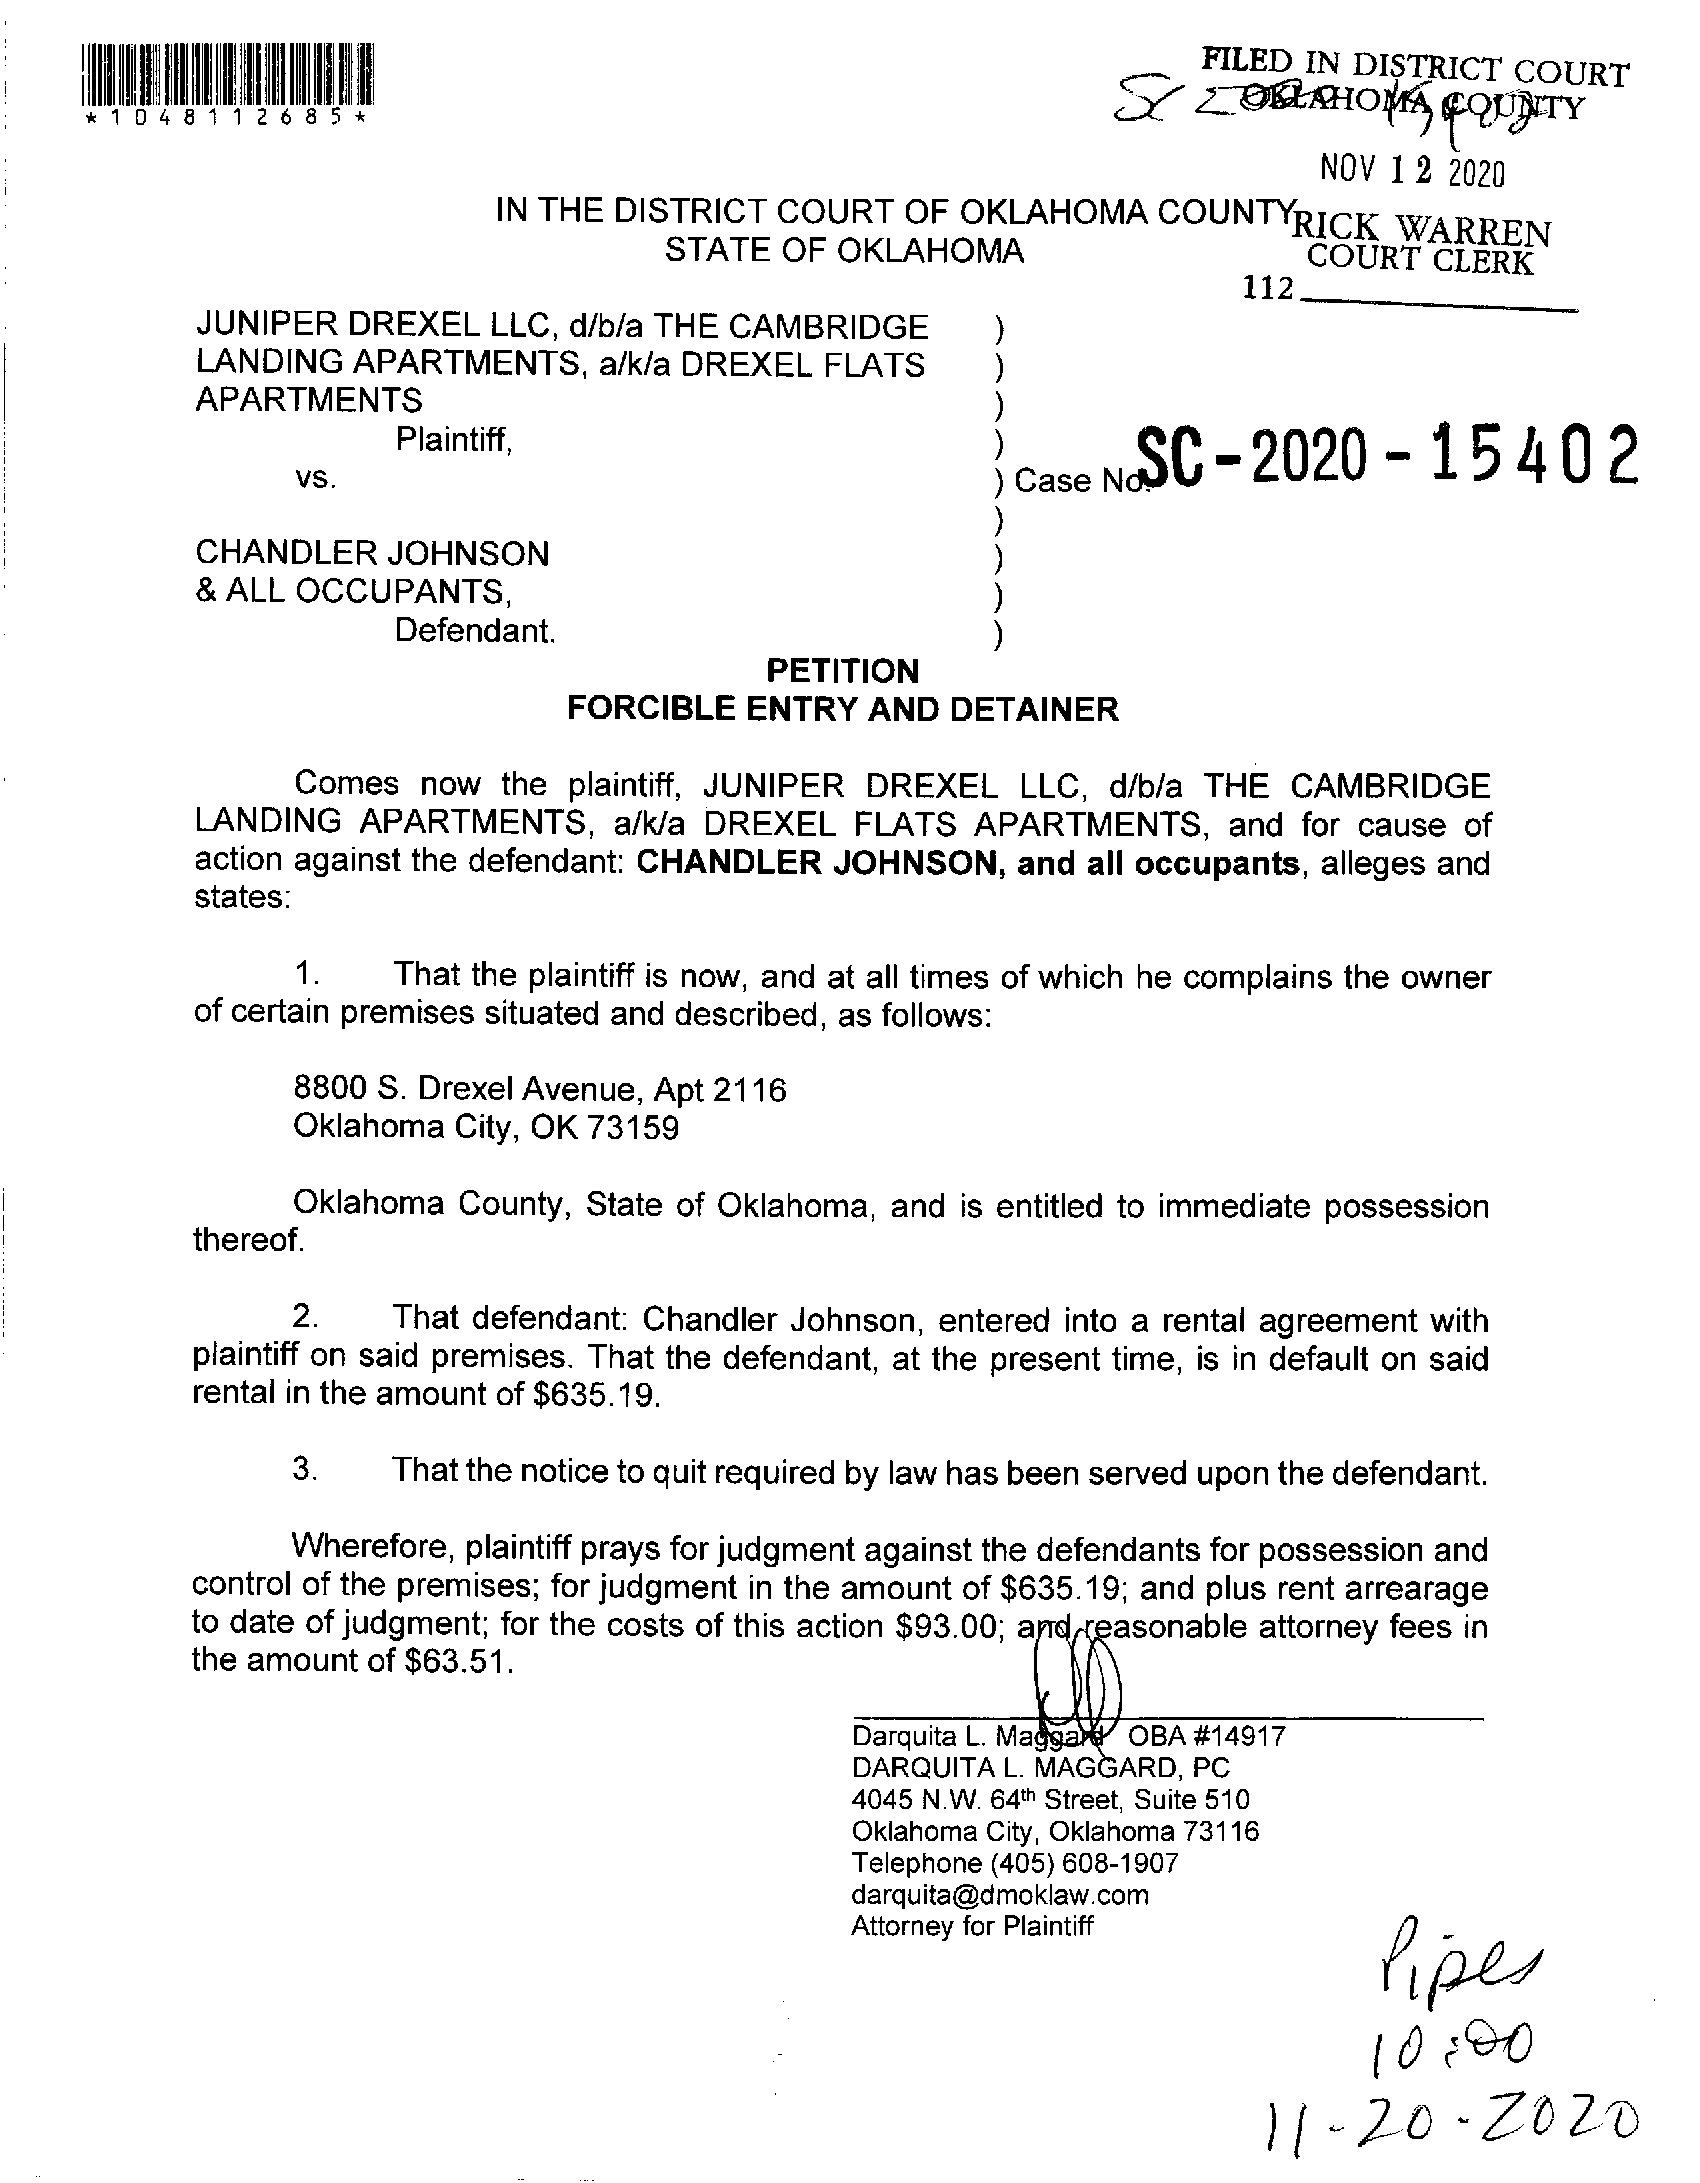 *1048112685*
FILED IN DISTRICT COURT
OKLAHOMA COUNTY
SC 2020 15402
NOV 12 2020
RICK WARREN
COURT CLERK
112
IN THE DISTRICT COURT OF OKLAHOMA COUNTY
STATE OF OKLAHOMA
JUNIPER DREXEL LLC, d/b/a THE CAMBRIDGE )
LANDING APARTMENTS, a/k/a DREXEL FLATS )
APARTMENTS )
Plaintiff, )
vs. ) Case No. SC-2020-15402
)
CHANDLER JOHNSON )
& ALL OCCUPANTS, )
Defendant. )
PETITION
FORCIBLE ENTRY AND DETAINER
Comes now the plaintiff, JUNIPER DREXEL LLC, d/b/a THE CAMBRIDGE
LANDING APARTMENTS, a/k/a DREXEL FLATS APARTMENTS, and for cause of
action against the defendant: CHANDLER JOHNSON, and all occupants, alleges and
states:
1. That the plaintiff is now, and at all times of which he complains the owner
of certain premises situated and described, as follows:
8800 S. Drexel Avenue, Apt 2116
Oklahoma City, OK 73159
Oklahoma County, State of Oklahoma, and is entitled to immediate possession
thereof.
2. That defendant: Chandler Johnson, entered into a rental agreement with
plaintiff on said premises. That the defendant, at the present time, is in default on said
rental in the amount of $635.19.
3. That the notice to quit required by law has been served upon the defendant.
Wherefore, plaintiff prays for judgment against the defendants for possession and
control of the premises; for judgment in the amount of $635.19; and plus rent arrearage
to date of judgment; for the costs of this action $93.00; and reasonable attorney fees in
the amount of $63.51.
Darquita L. Maggard OBA #14917
DARQUITA L. MAGGARD, PC
4045 N.W. 64th Street, Suite 510
Oklahoma City, Oklahoma 73116
Telephone (405) 608-1907
darquita@dmoklaw.com
Attorney for Plaintiff
Pipes
10:00
11-20-2020